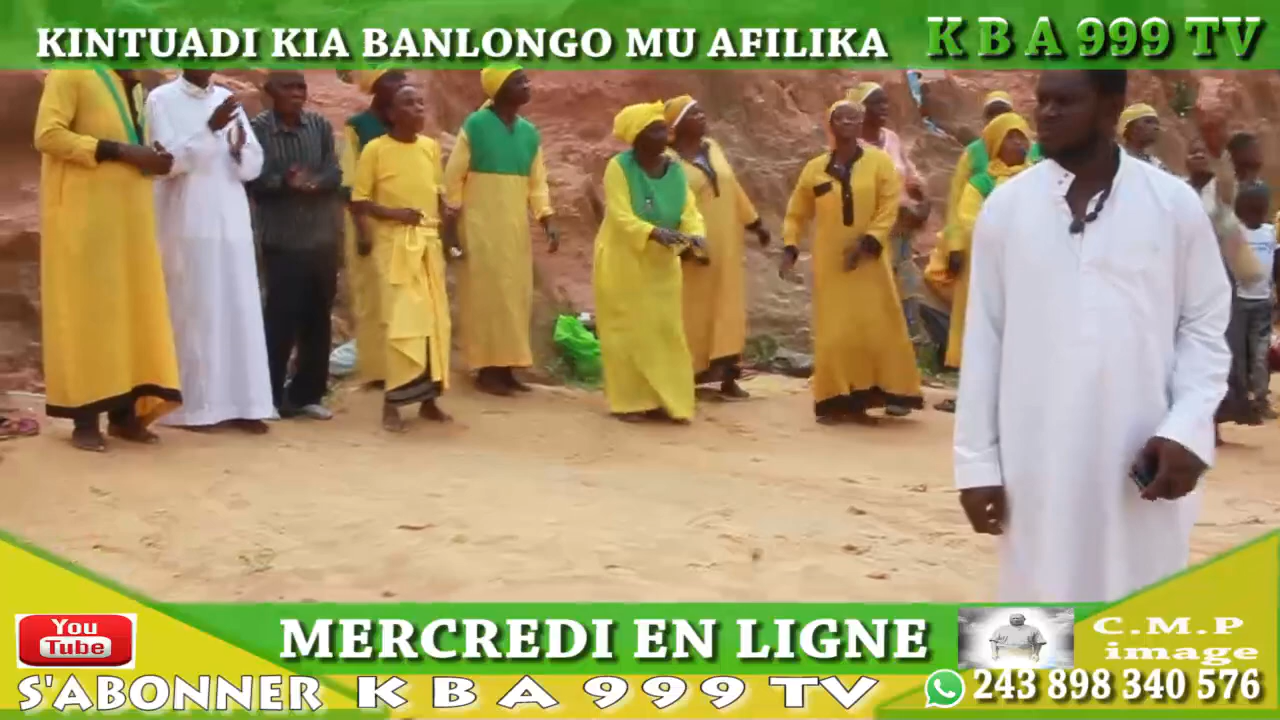 KINTUADI KIA BANLONGO MU AFILIKA
K B A 999 TV
MERCREDI EN LIGNE
You
Tube
S'ABONNER K B A 999 TV
C.M.P
image
243 898 340 576